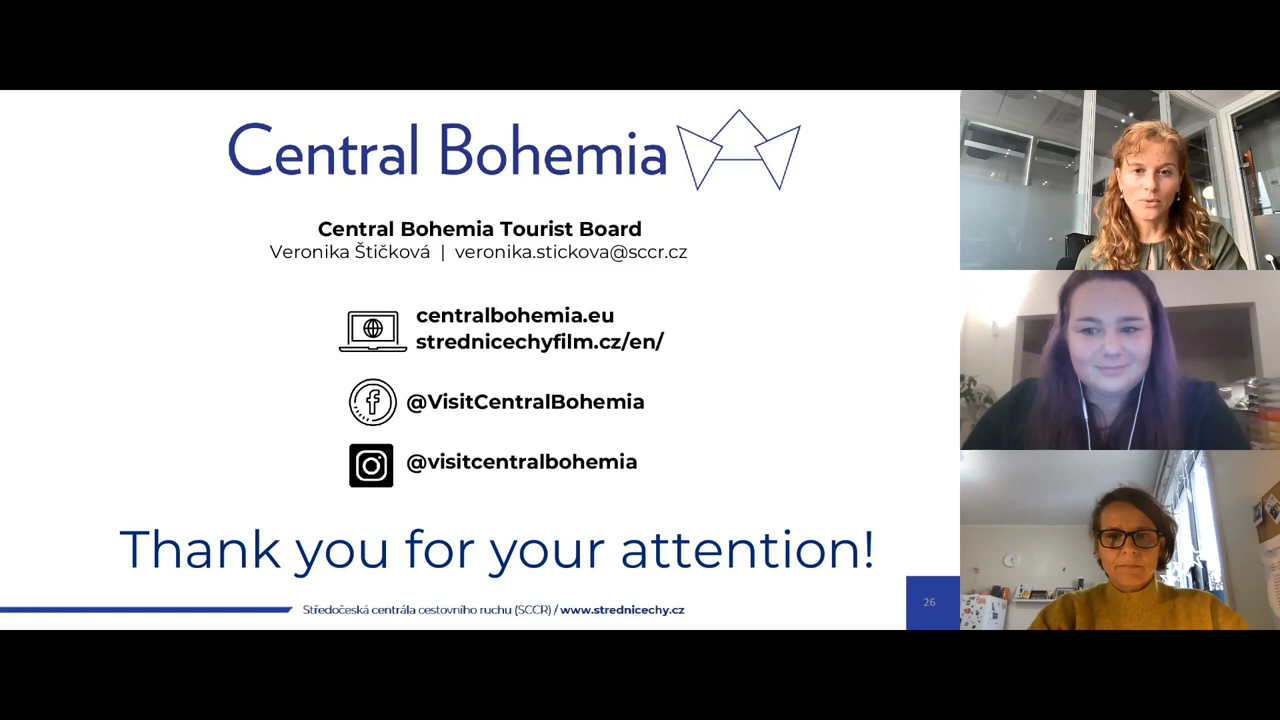 Central Bohemia
Central Bohemia Tourist Board
Veronika Štičková | veronika.stickova@sccr.cz
centralbohemia.eu
strednicechyfilm.cz/en/
@VisitCentralBohemia
@visitcentralbohemia
Thank you for your attention!
Středočeská centrála cestovního ruchu (SCCR) / www.strednicechy.cz
26